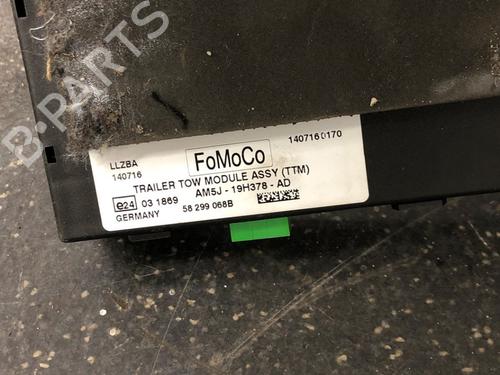 B-PARTS
LLZBA
140716
FoMoCo
1407160170
TRAILER TOW MODULE ASSY (TTM)
AM5J - 19H378 - AD
e24 03 1869
GERMANY
58 299 068B